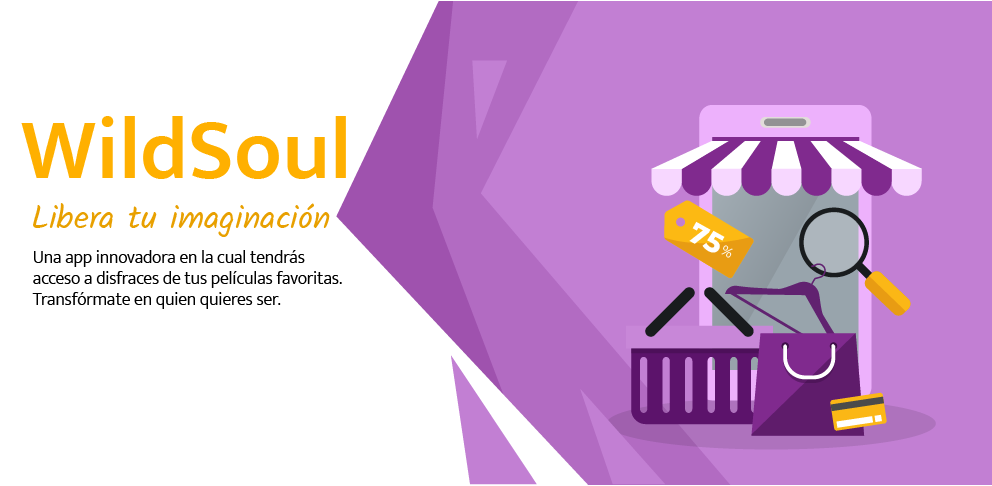 WildSoul
Libera tu imaginación
Una app innovadora en la cual tendrás
acceso a disfraces de tus películas favoritas.
Transfórmate en quien quieres ser.
75%